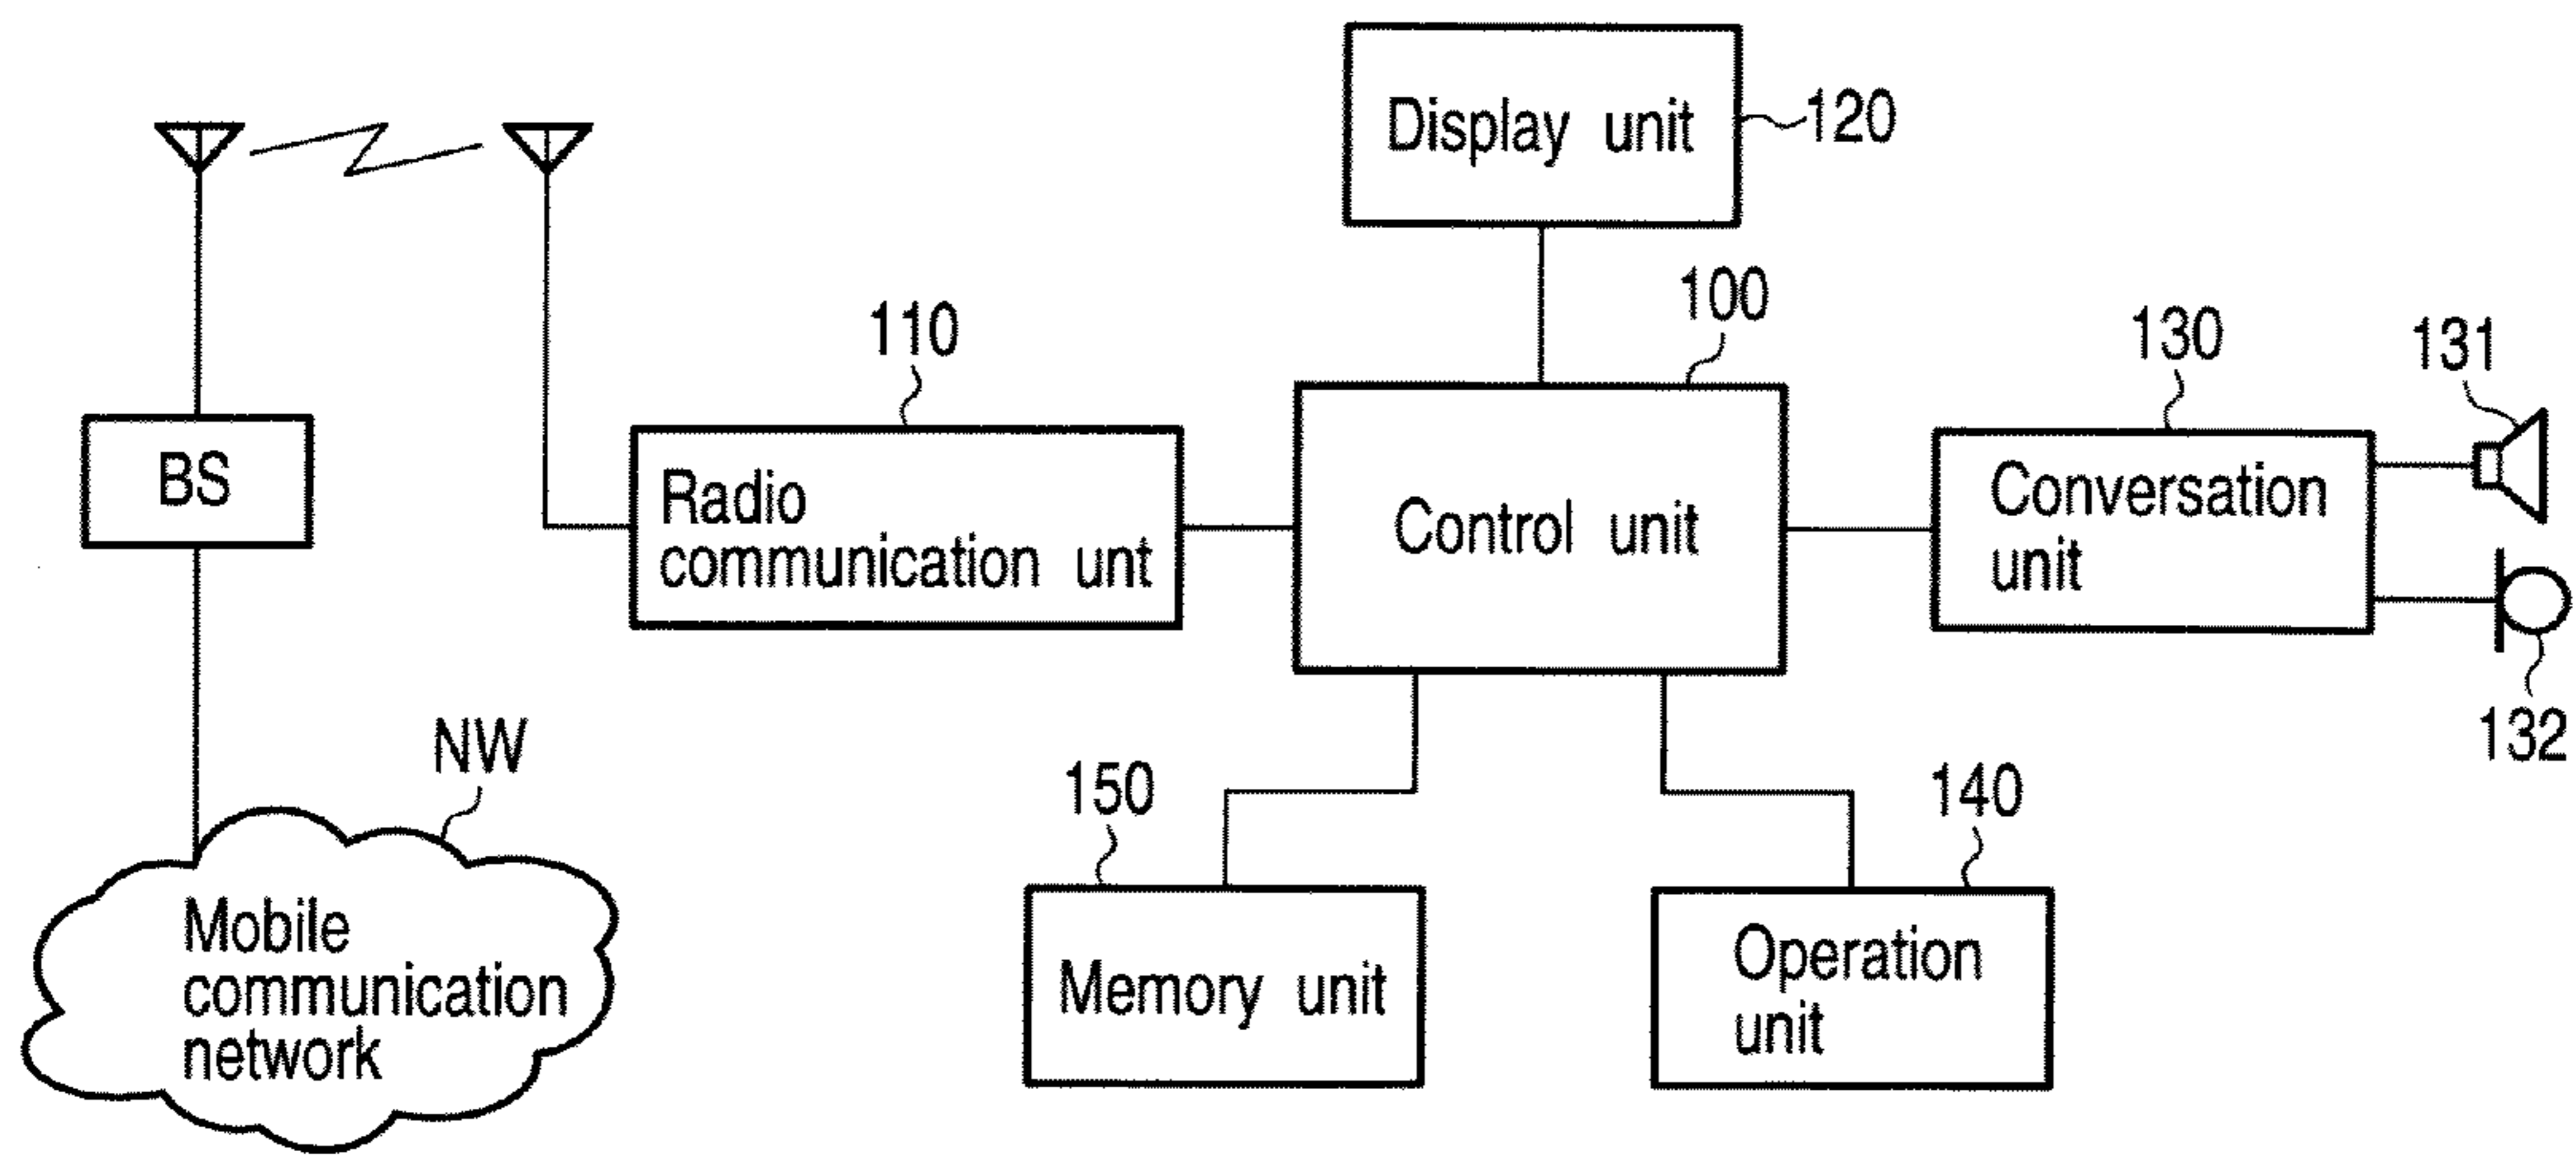 Display unit
120
100
110
130
131
BS
Radio
communication unt
Control unit
Conversation
unit
132
NW
150
140
Mobile
communication
network
Memory unit
Operation
unit